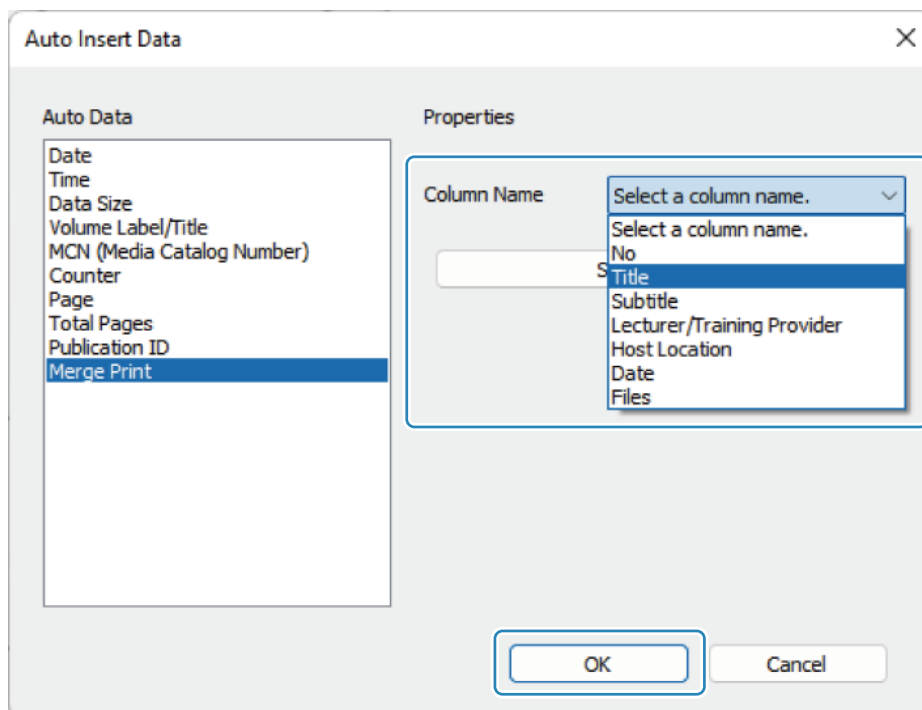 Auto Insert Data
Auto Data
Date
Time
Data Size
Volume Label/Title
MCN (Media Catalog Number)
Counter
Page
Total Pages
Publication ID
Merge Print
Properties
Column Name
Select a column name.
Select a column name.
No
Title
Subtitle
Lecturer/Training Provider
Host Location
Date
Files
OK
Cancel